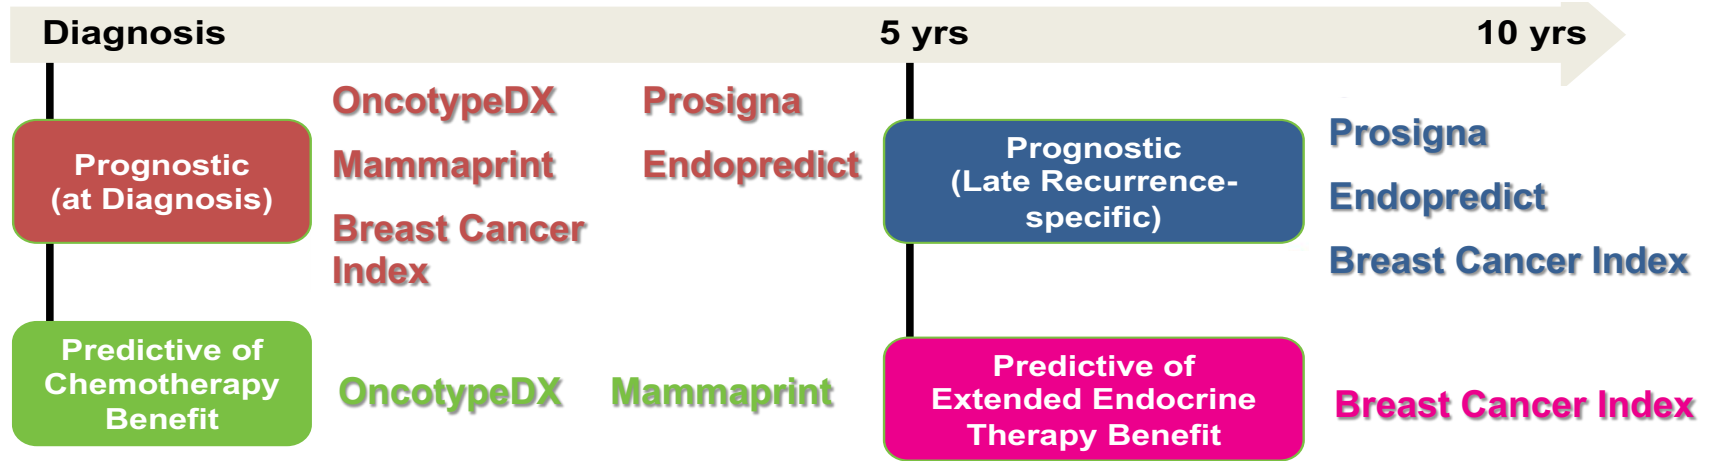 Diagnosis
5 yrs
10 yrs
Prognostic
(at Diagnosis)
OncotypeDX
Prosigna
Mammaprint
Endopredict
Breast Cancer
Index
Predictive of
Chemotherapy
Benefit
OncotypeDX
Mammaprint
Prognostic
(Late Recurrence-
specific)
Prosigna
Endopredict
Breast Cancer Index
Predictive of
Extended Endocrine
Therapy Benefit
Breast Cancer Index